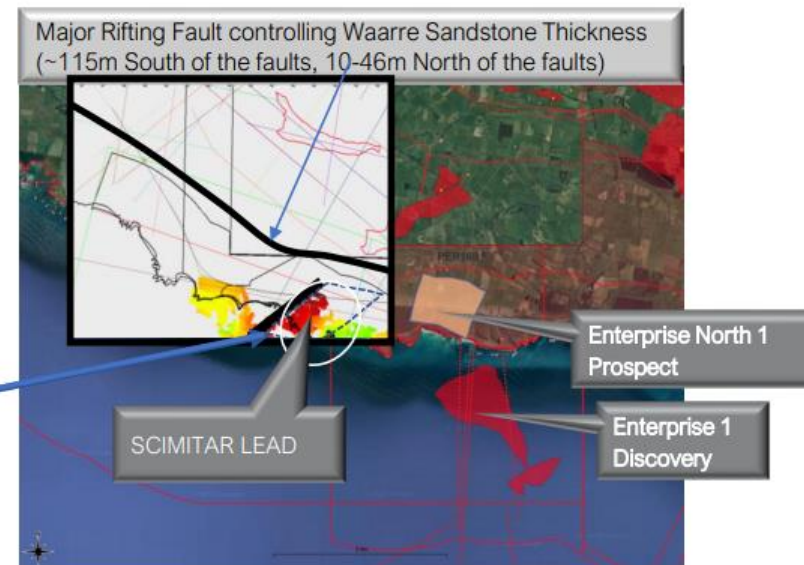 Major Rifting Fault controlling Waarre Sandstone Thickness
(~115m South of the faults, 10-46m North of the faults)
Enterprise North 1
Prospect
SCIMITAR LEAD
Enterprise 1
Discovery